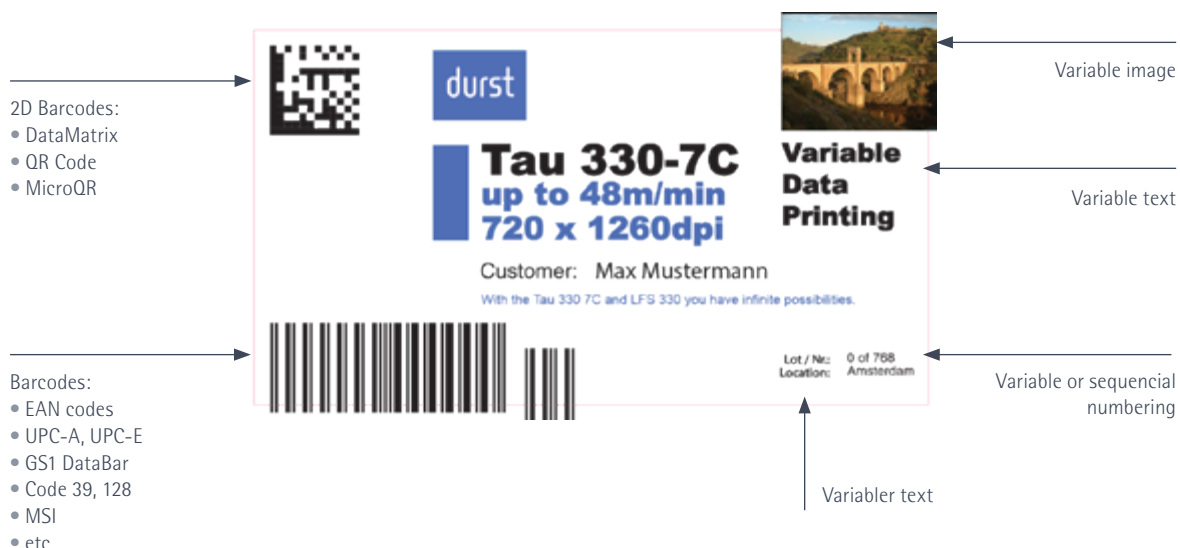 2D Barcodes:
• DataMatrix
• QR Code
• MicroQR
Barcodes:
• EAN codes
• UPC-A, UPC-E
• GS1 DataBar
• Code 39, 128
• MSI
• etc
durst
Tau 330-7C
up to 48m/min
720 x 1260dpi
Customer: Max Mustermann
With the Tau 330 7C and LFS 330 you have infinite possibilities.
Variable
Data
Printing
Lot / Nr.: 0 of 768
Location: Amsterdam
Variable image
Variable text
Variable or sequencial
numbering
Variabler text